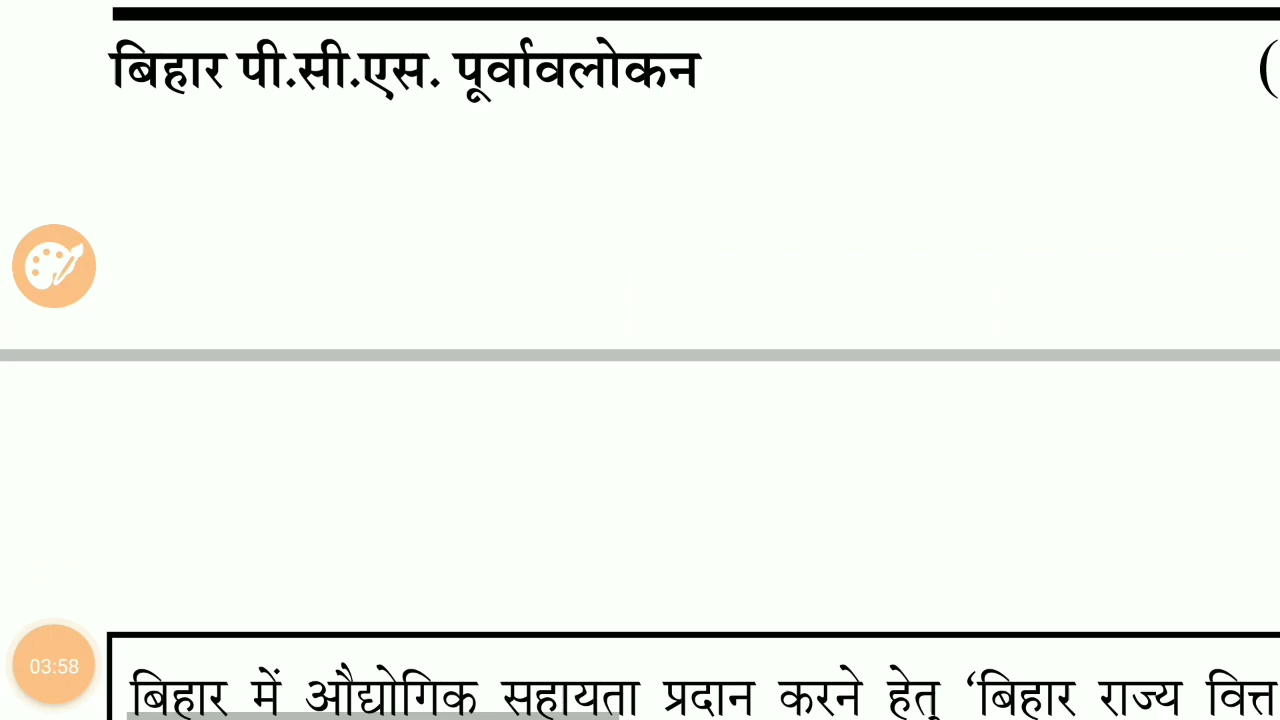 बिहार पी.सी.एस. पूर्वावलोकन (
03:58
बिहार में औद्योगिक सहायता प्रदान करने हेतु ‘बिहार राज्य वित्त